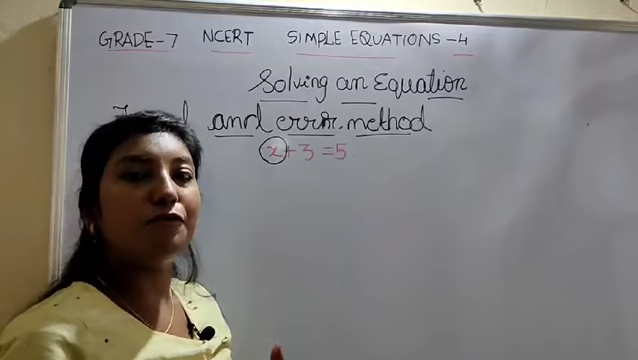 GRADE-7 NCERT SIMPLE EQUATIONS-4
Solving an Equation
and error method
x+3=5